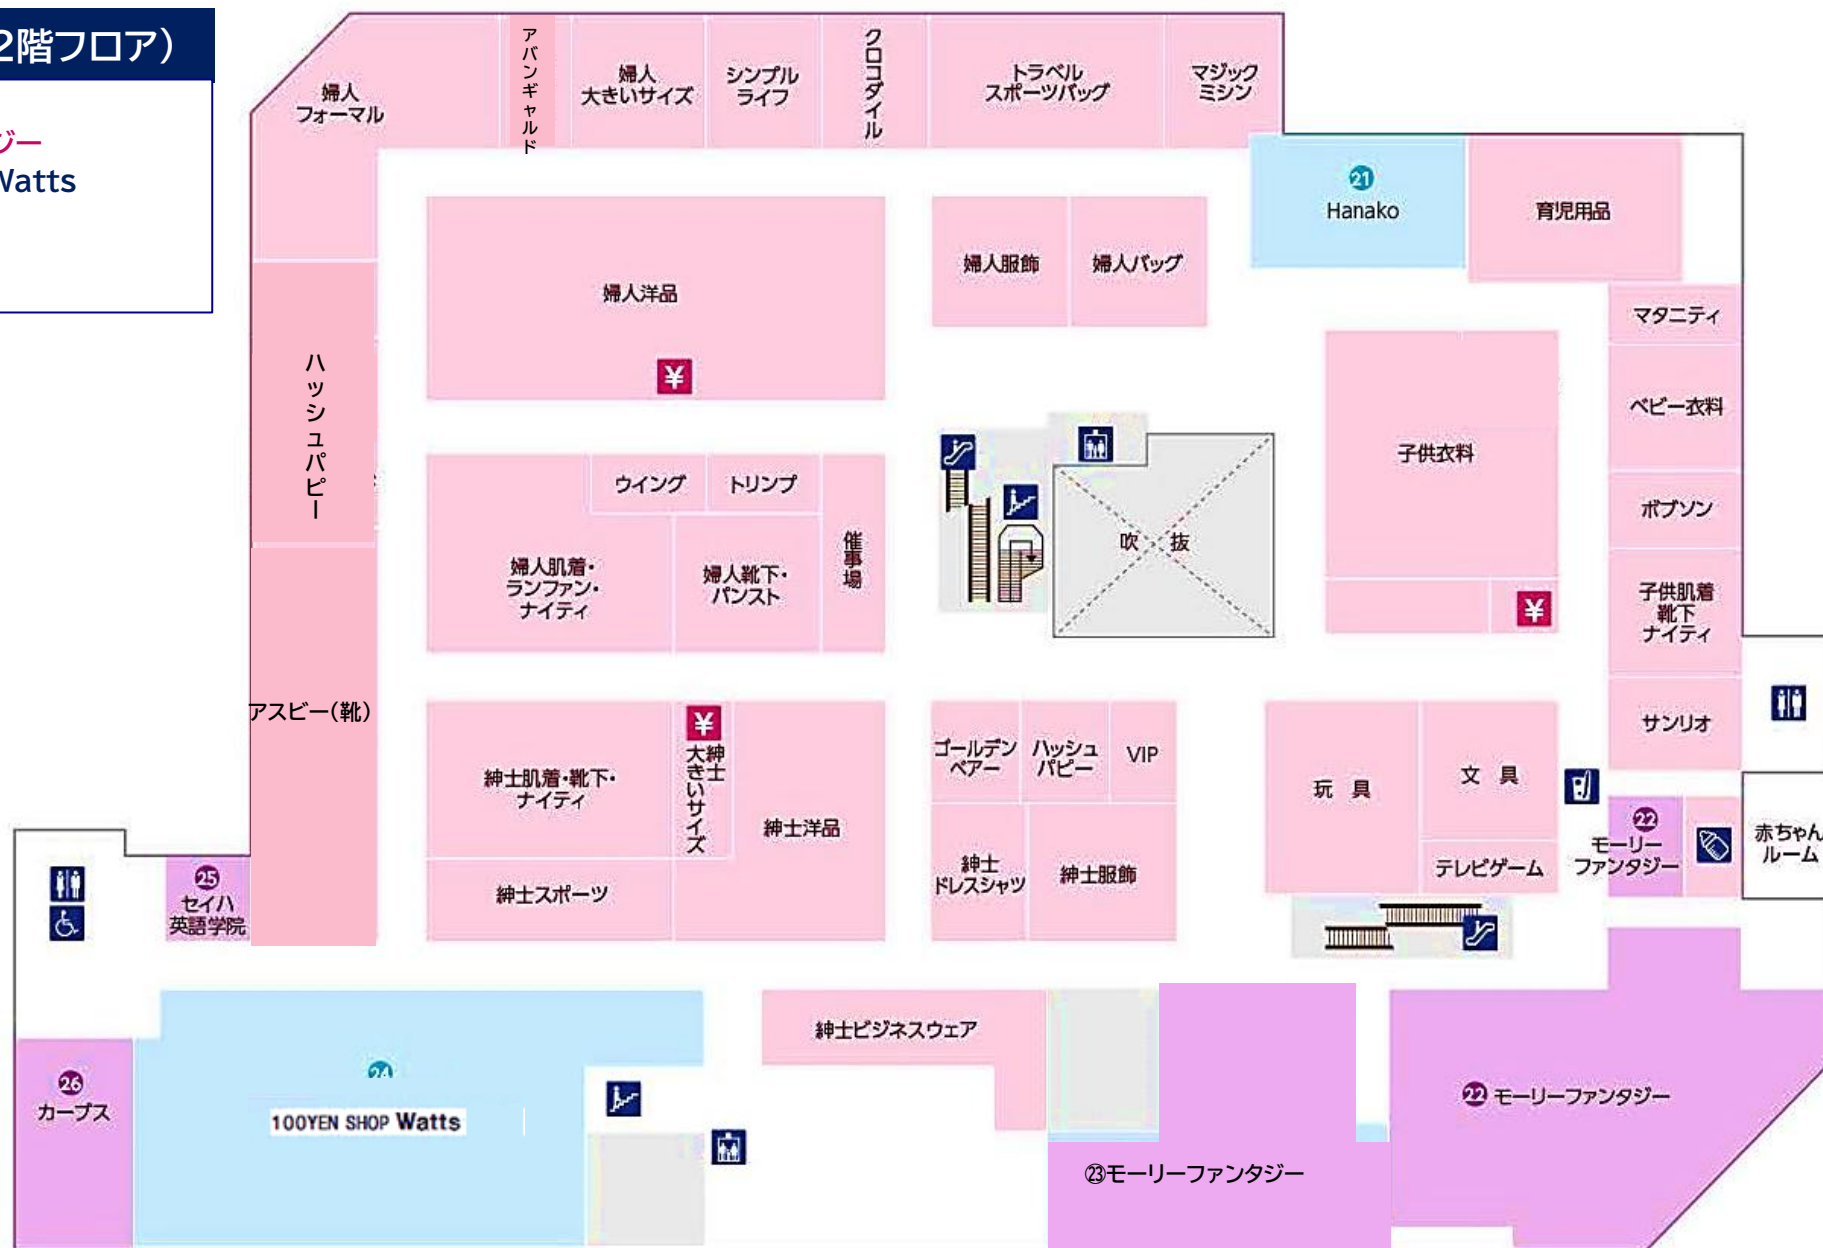 2階フロア）
ジー
Watts
婦人
フォーマル
アバンギャルド
婦人
大きいサイズ
シンプル
ライフ
クロコダイル
トラベル
スポーツバッグ
マジック
ミシン
21
Hanako
育児用品
婦人洋品
¥
婦人服飾
婦人バッグ
マタニティ
ベビー衣料
ハッシュパピー
ウイング
トリンプ
催事場
婦人肌着・
ランファン・
ナイティ
婦人靴下・
パンスト
吹 抜
子供衣料
¥
ボブソン
子供肌着
靴下
ナイティ
サンリオ
アスビー（靴）
紳士肌着・靴下・
ナイティ
¥
紳士
大きいサイズ
紳士洋品
紳士スポーツ
ゴールデン
ベアー
ハッシュ
パピー
VIP
紳士
ドレスシャツ
紳士服飾
玩 具
文 具
テレビゲーム
22
モーリー
ファンタジー
赤ちゃん
ルーム
25
セイハ
英語学院
26
カーブス
24
100YEN SHOP Watts
紳士ビジネスウェア
㉓モーリーファンタジー
22 モーリーファンタジー